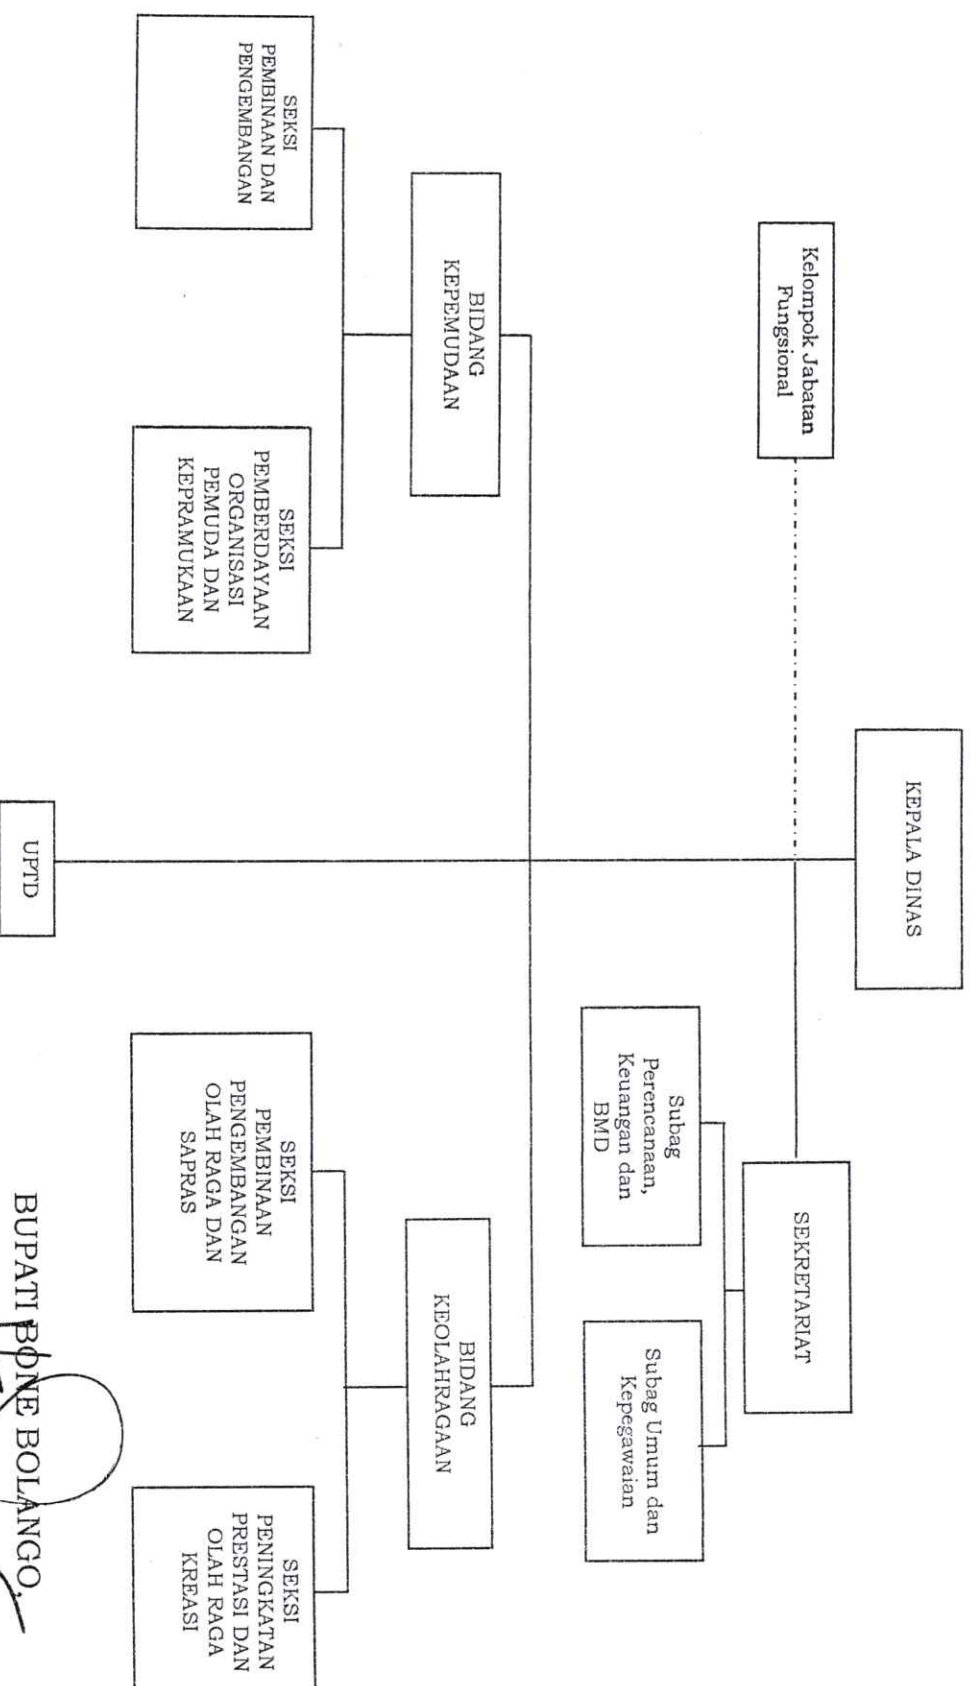 KEPALA DINAS
Kelompok Jabatan
Fungsional
SEKRETARIAT
Subag
Perencanaan,
Keuangan dan
BMD
Subag Umum dan
Kepegawaian
BIDANG
KEPEMUDAAN
BIDANG
KEOLAHRAGAAN
SEKSI
PEMBINAAN DAN
PENGEMBANGAN
SEKSI
PEMBERDAYAAN
ORGANISASI
PEMUDA DAN
KEPRAMUKAAN
SEKSI
PEMBINAAN
PENGEMBANGAN
OLAH RAGA DAN
SAPRAS
SEKSI
PENINGKATAN
PRESTASI DAN
OLAH RAGA
KREASI
UPTD
BUPATI BONE BOLANGO,